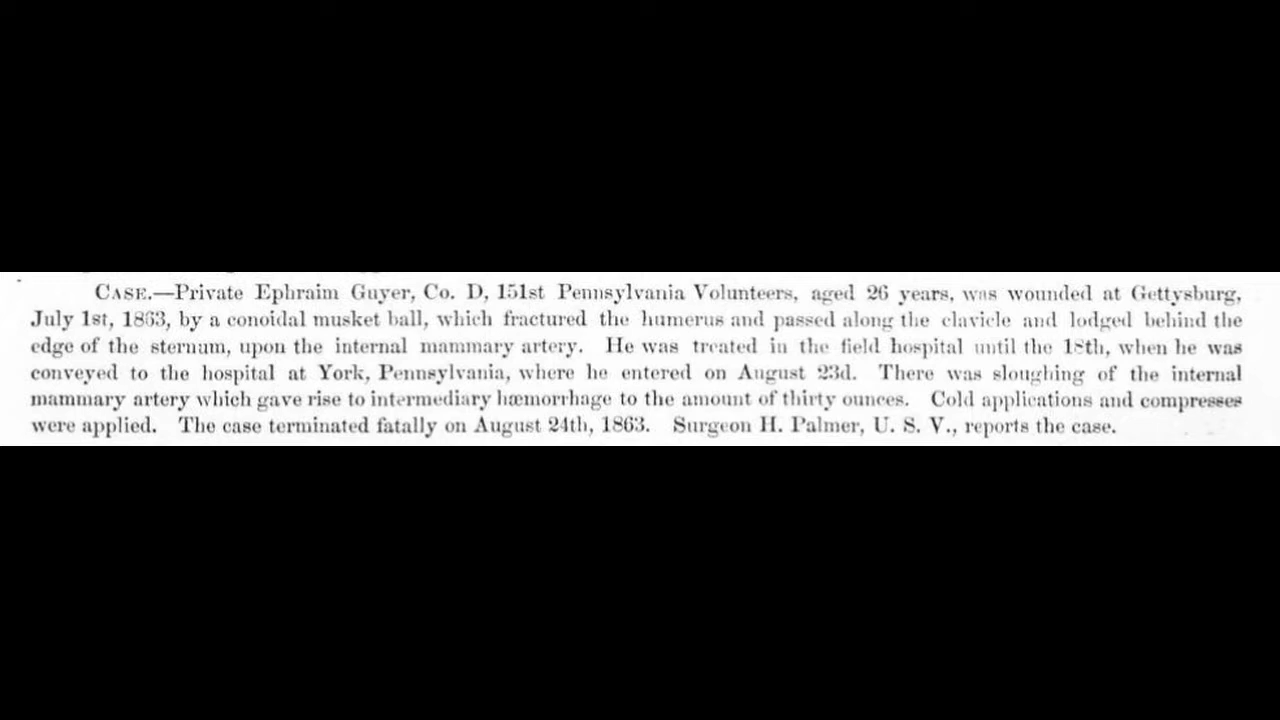 CASE.—Private Ephraim Guyer, Co. D, 151st Pennsylvania Volunteers, aged 26 years, was wounded at Gettysburg,
July 1st, 1863, by a conoidal musket ball, which fractured the humerus and passed along the clavicle and lodged behind the
edge of the sternum, upon the internal mammary artery. He was treated in the field hospital until the 18th, when he was
conveyed to the hospital at York, Pennsylvania, where he entered on August 23d. There was sloughing of the internal
mammary artery which gave rise to intermediary hæmorrhage to the amount of thirty ounces. Cold applications and compresses
were applied. The case terminated fatally on August 24th, 1863. Surgeon H. Palmer, U. S. V., reports the case.